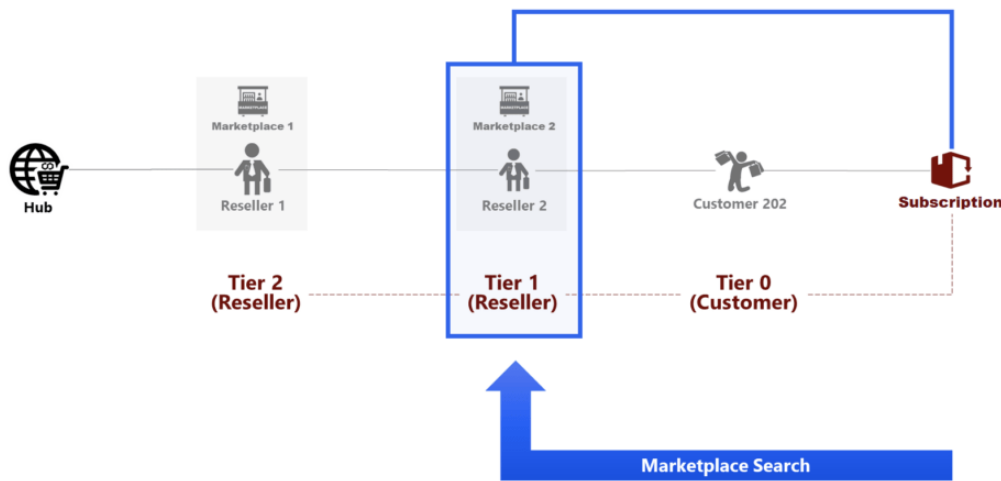 Marketplace 1
Marketplace 2
Hub
Reseller 1
Reseller 2
Customer 202
Subscription
Tier 2
(Reseller)
Tier 1
(Reseller)
Tier 0
(Customer)
Marketplace Search